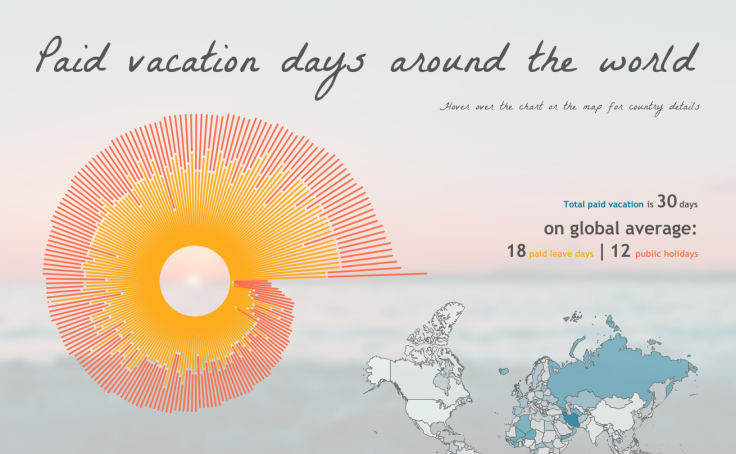 Paid vacation days around the world
Hover over the chart or the map for country details
Total paid vacation is 30 days
on global average:
18 paid leave days | 12 public holidays